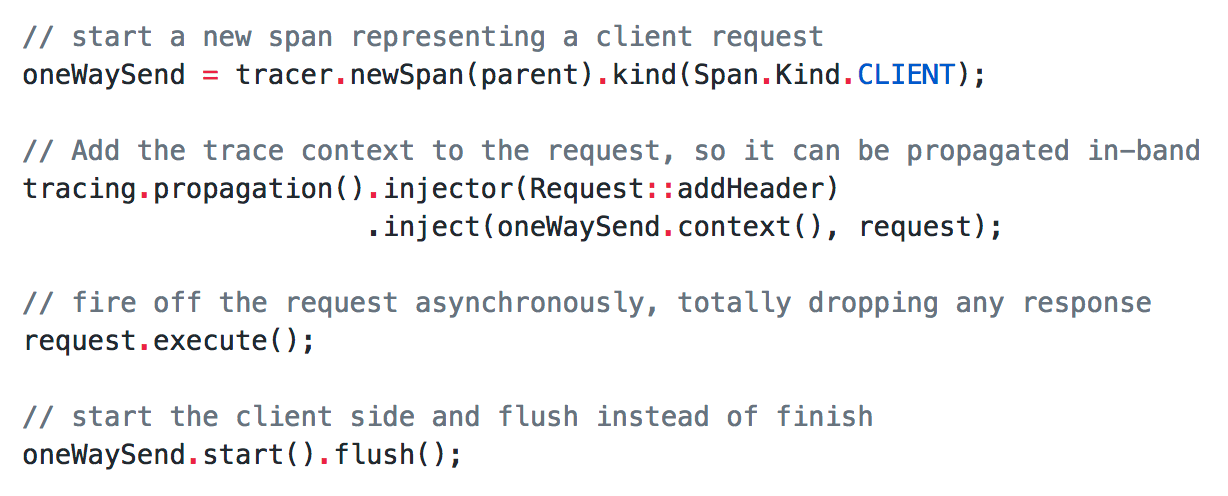 // start a new span representing a client request
oneWaySend = tracer.newSpan(parent).kind(Span.Kind.CLIENT);
// Add the trace context to the request, so it can be propagated in-band
tracing.propagation().injector(Request::addHeader)
.inject(oneWaySend.context(), request);
// fire off the request asynchronously, totally dropping any response
request.execute();
// start the client side and flush instead of finish
oneWaySend.start().flush();